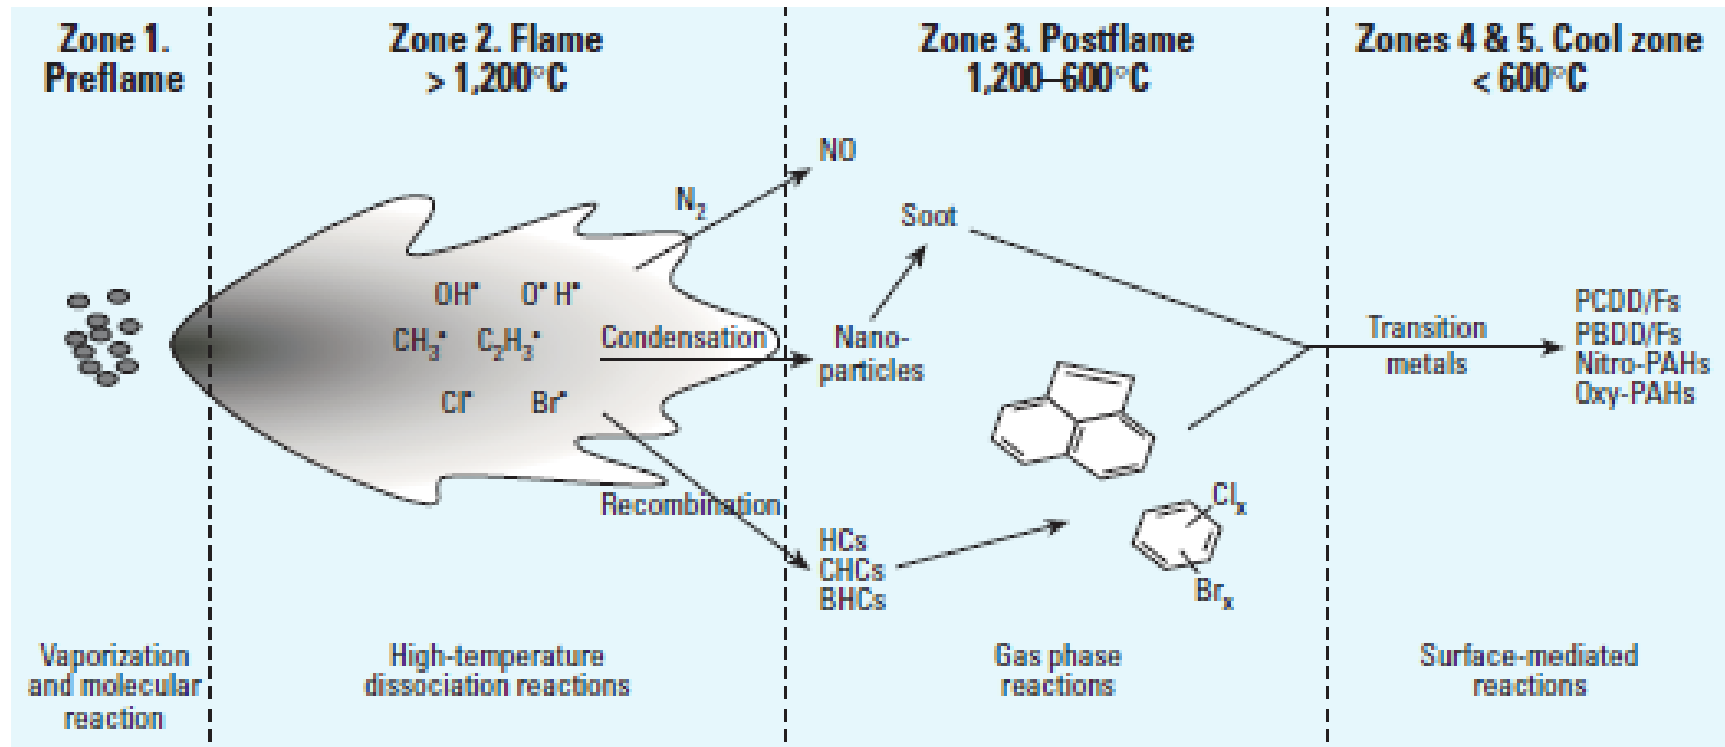 Zone 1.
Preflame
Zone 2. Flame
> 1,200°C
Zone 3. Postflame
1,200–600°C
Zones 4 & 5. Cool zone
< 600°C
N₂
NO
OH• O• H•
CH₃• C₂H₃•
Cl• Br•
Condensation
Recombination
Soot
Nano-
particles
HCs
CHCs
BHCs
Clₓ
Brₓ
Transition
metals
PCDD/Fs
PBDD/Fs
Nitro-PAHs
Oxy-PAHs
Vaporization
and molecular
reaction
High-temperature
dissociation reactions
Gas phase
reactions
Surface-mediated
reactions